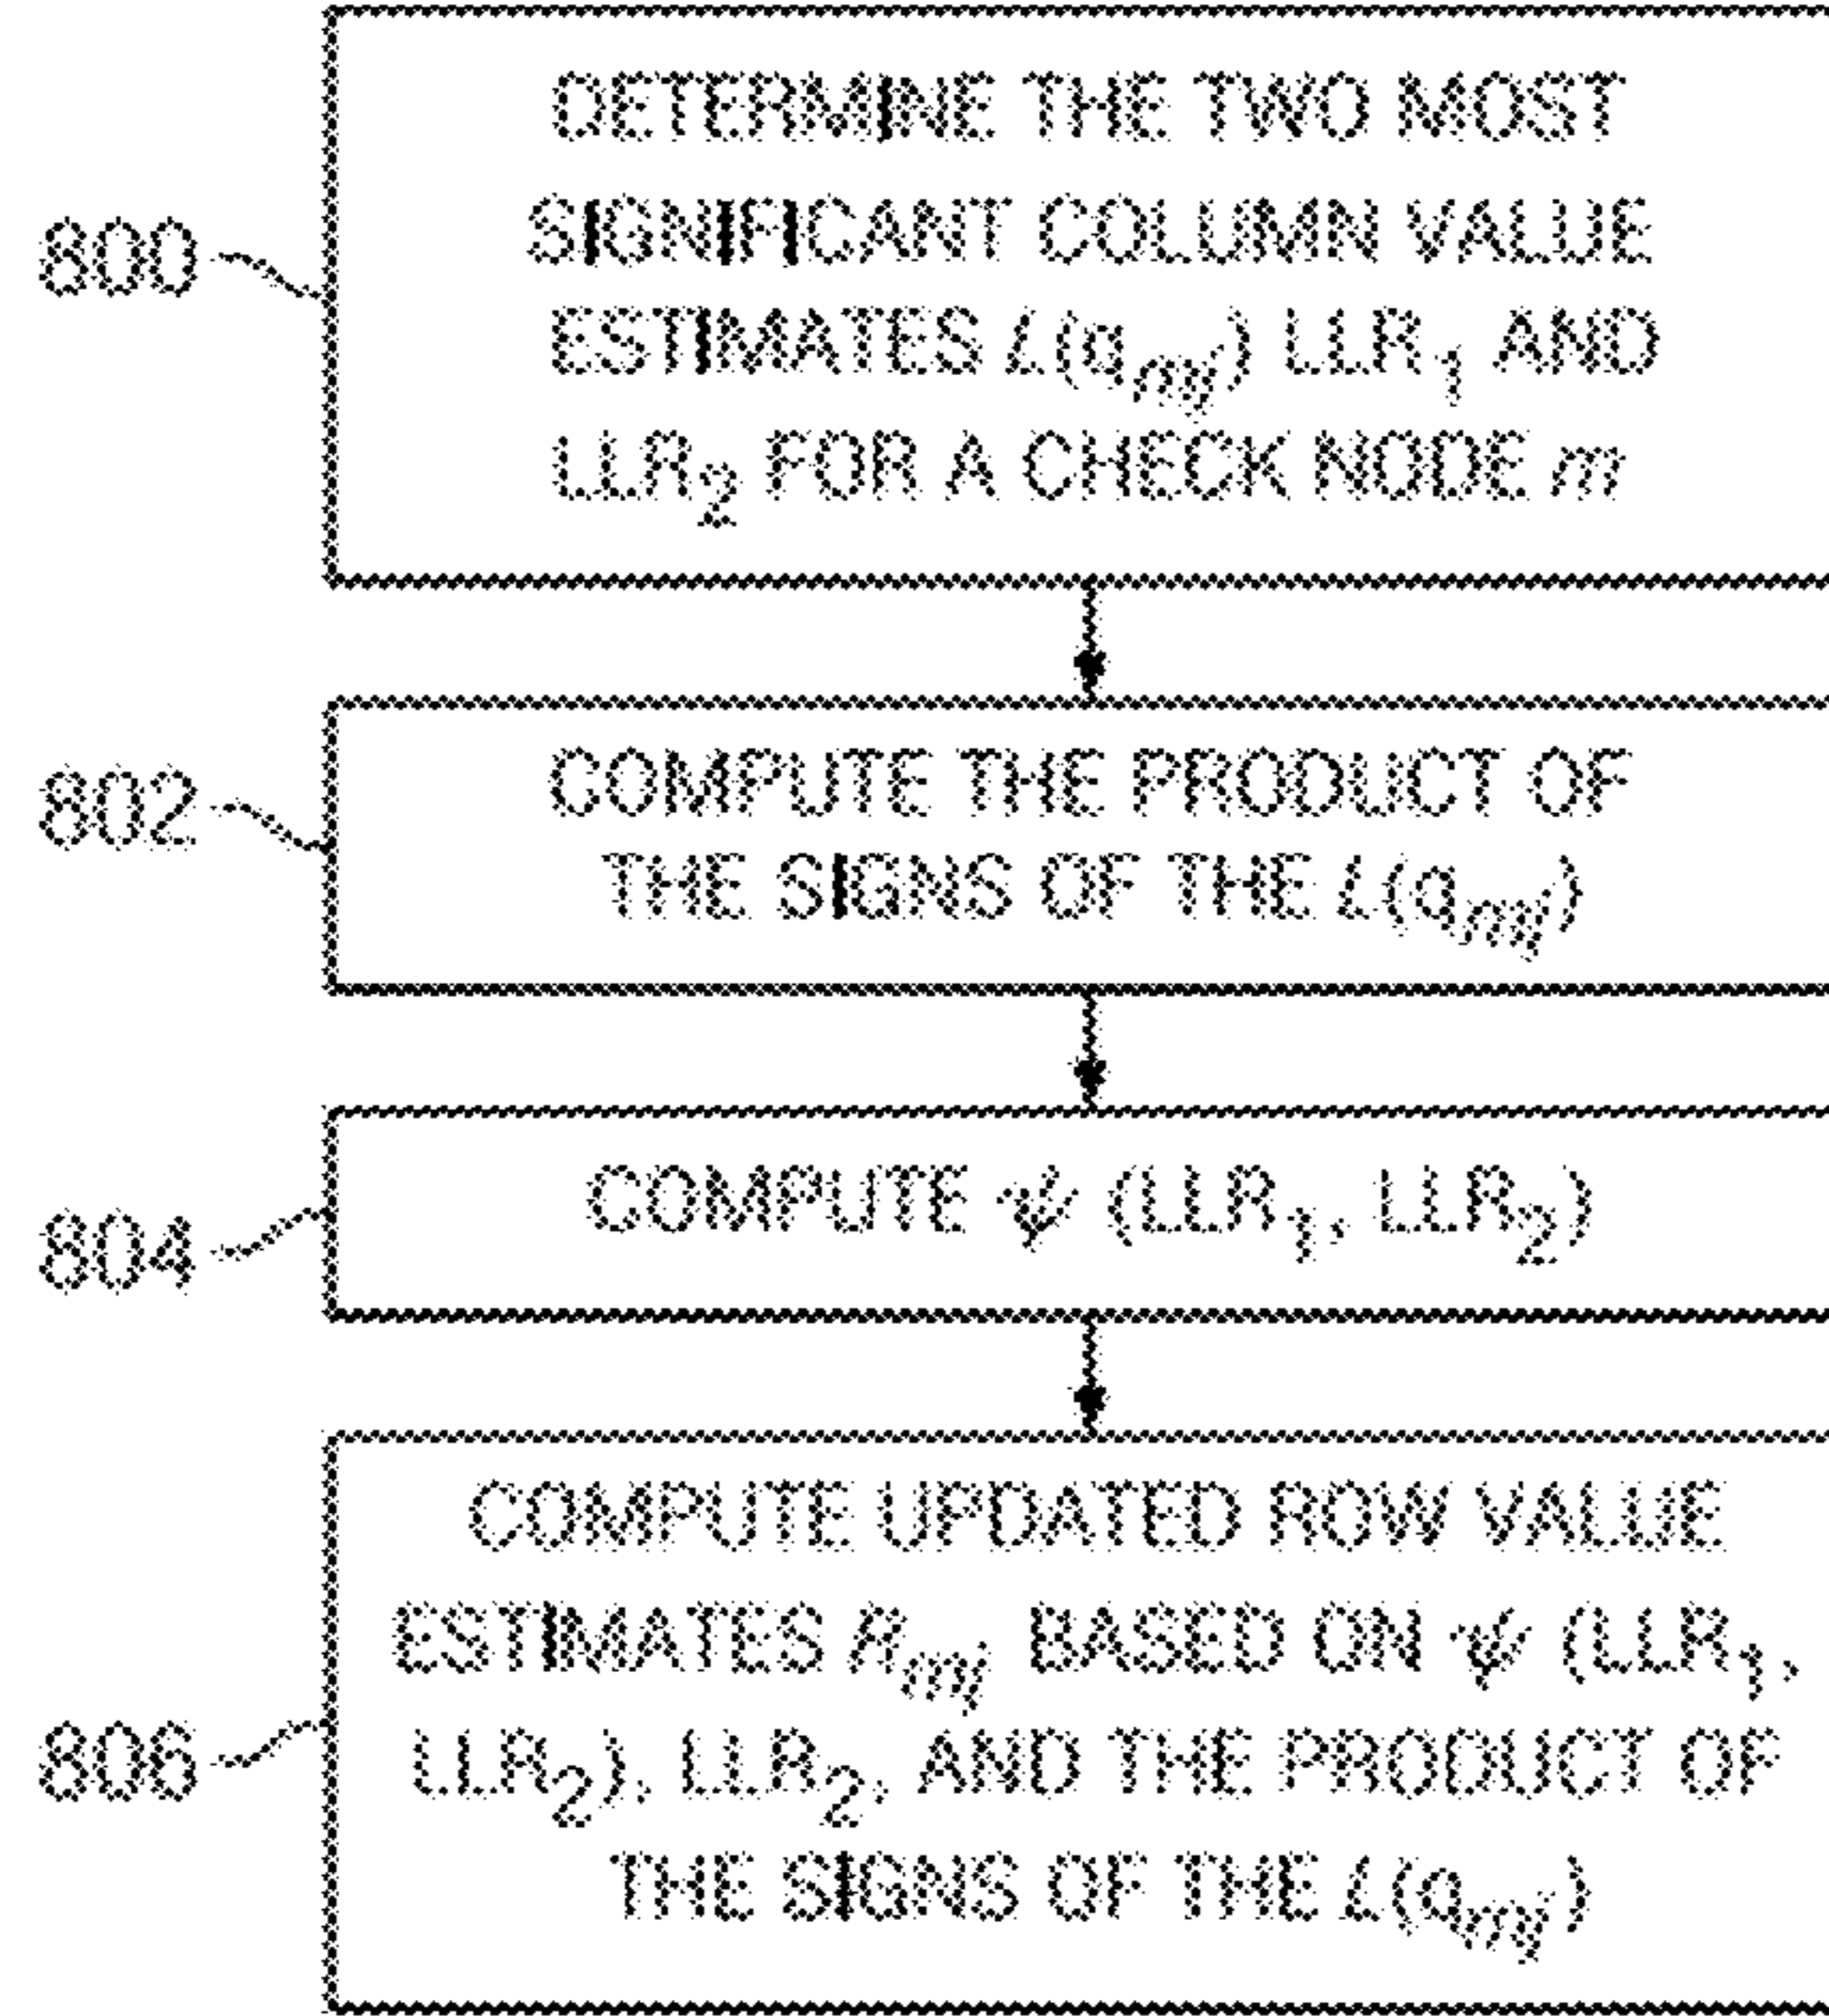 DETERMINE THE TWO MOST
SIGNIFICANT COLUMN VALUE
800
ESTIMATES L(qmj) LLR1 AND
LLR2 FOR A CHECK NODE m
COMPUTE THE PRODUCT OF
802
THE SIGNS OF THE L(qmj)
COMPUTE ψ (LLR1, LLR2)
804
COMPUTE UPDATED ROW VALUE
ESTIMATES Rmj BASED ON ψ (LLR1,
806
LLR2), LLR2, AND THE PRODUCT OF
THE SIGNS OF THE L(qmj)